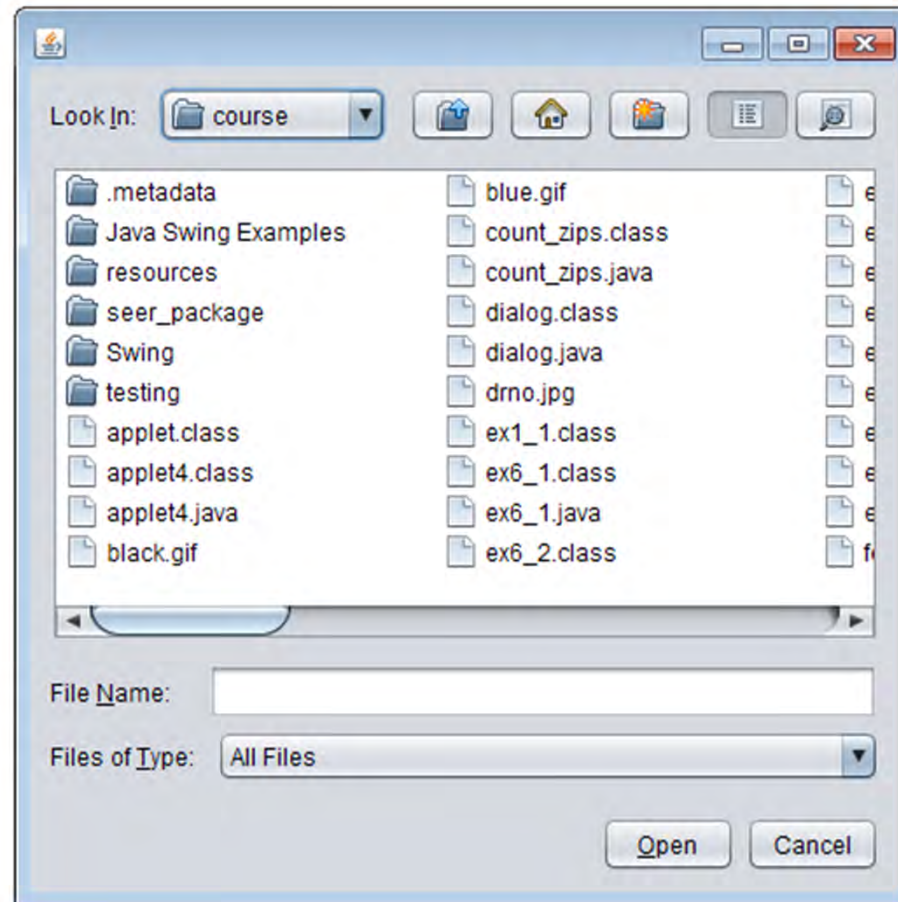 Look In: course
.metadata
Java Swing Examples
resources
seer_package
Swing
testing
applet.class
applet4.class
applet4.java
black.gif
blue.gif
count_zips.class
count_zips.java
dialog.class
dialog.java
drno.jpg
ex1_1.class
ex6_1.class
ex6_1.java
ex6_2.class
File Name:
Files of Type: All Files
Open Cancel